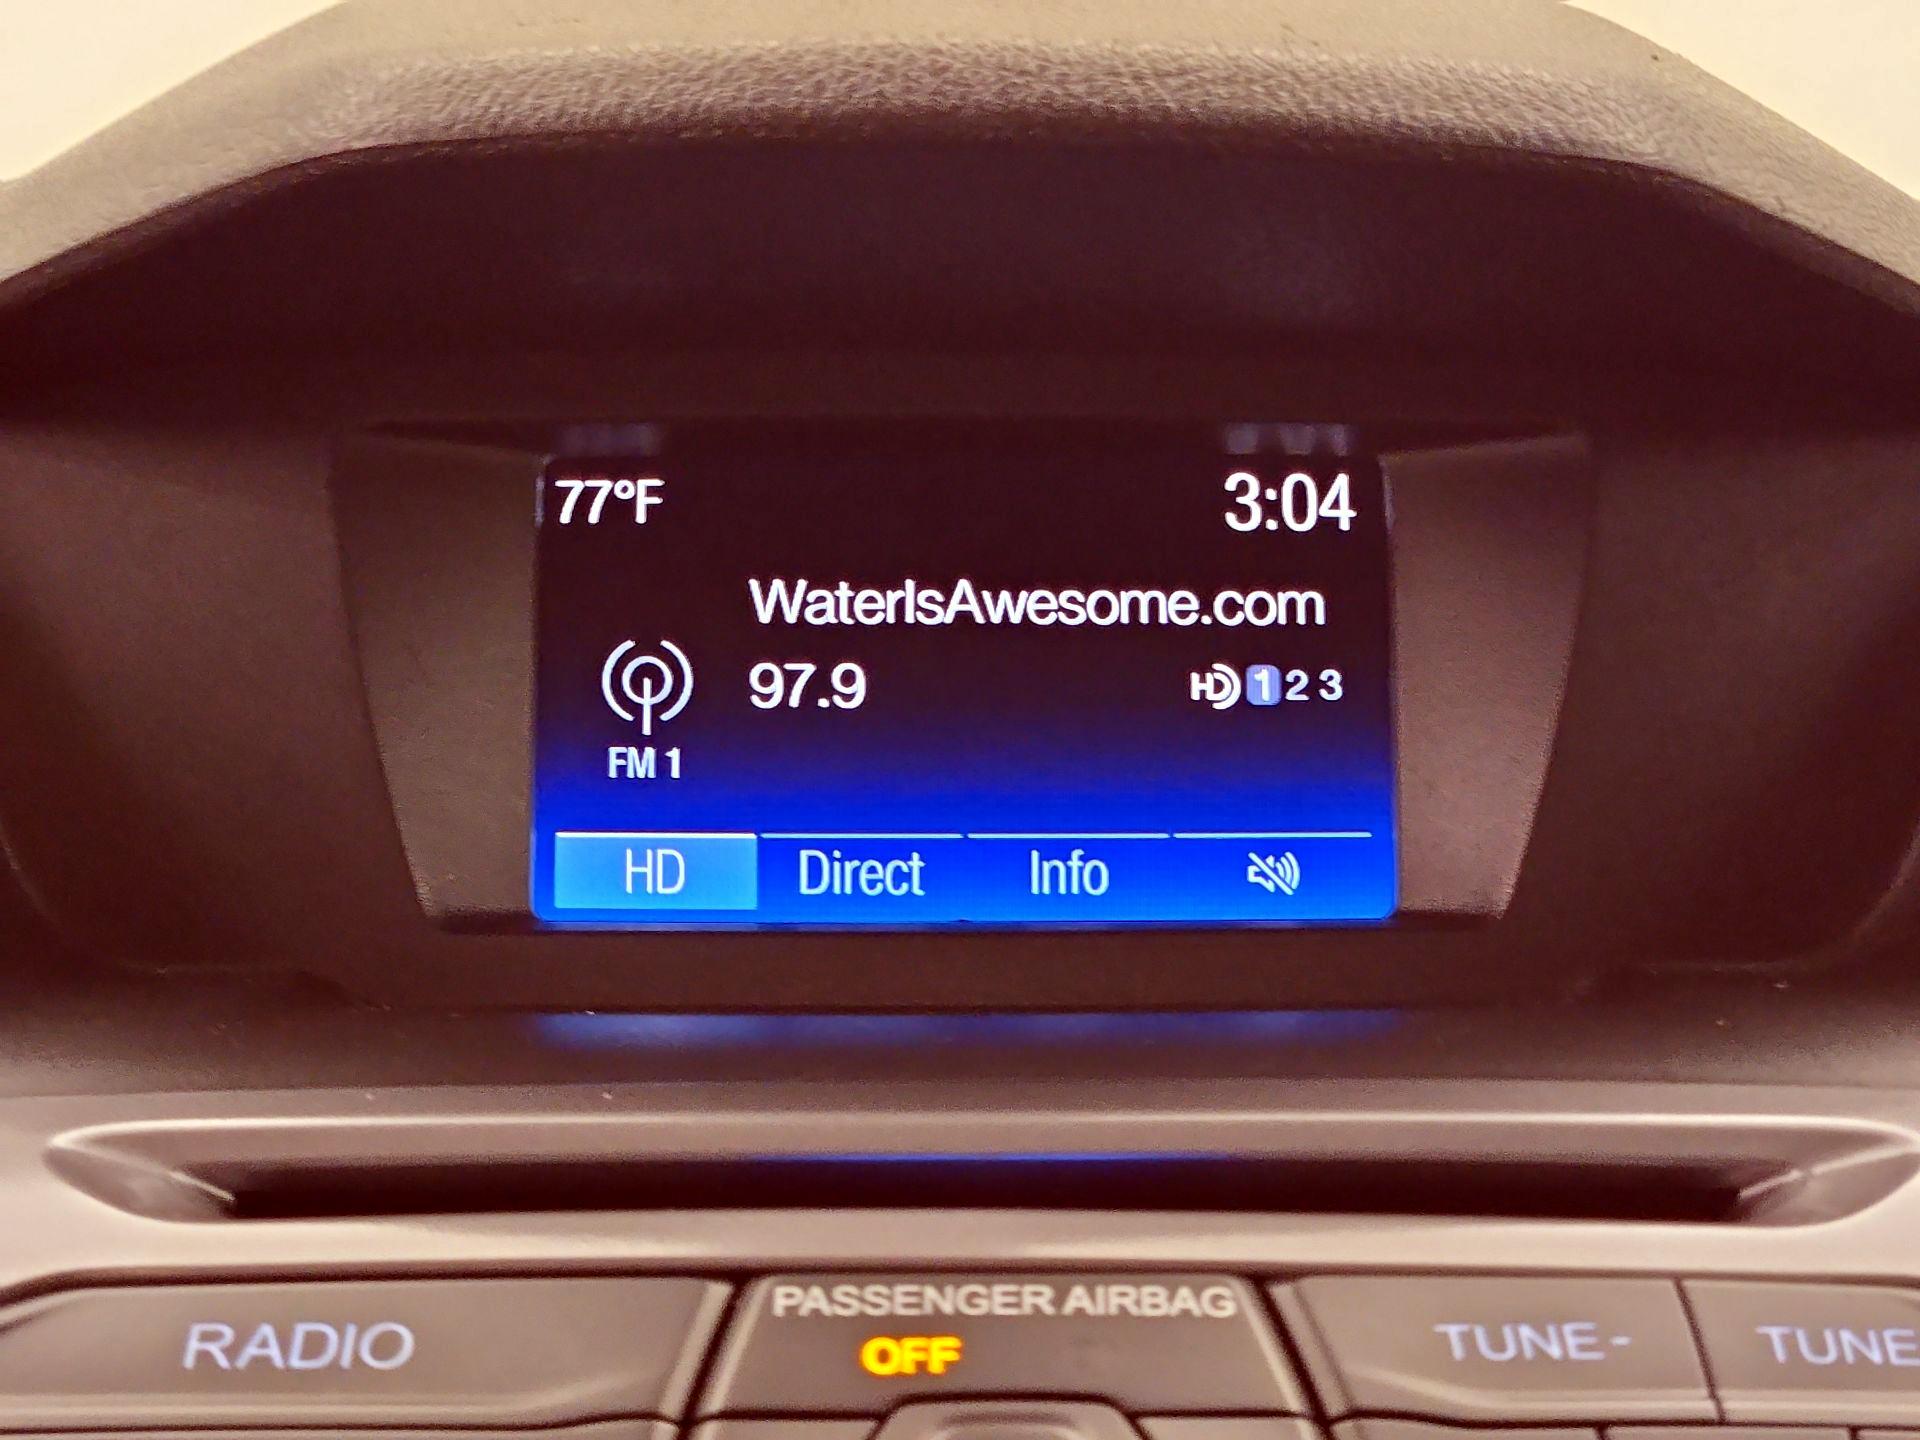 77°F 3:04
WaterIsAwesome.com
97.9 HD 1 2 3
FM 1
HD Direct Info
PASSENGER AIRBAG
RADIO OFF TUNE - TUNE